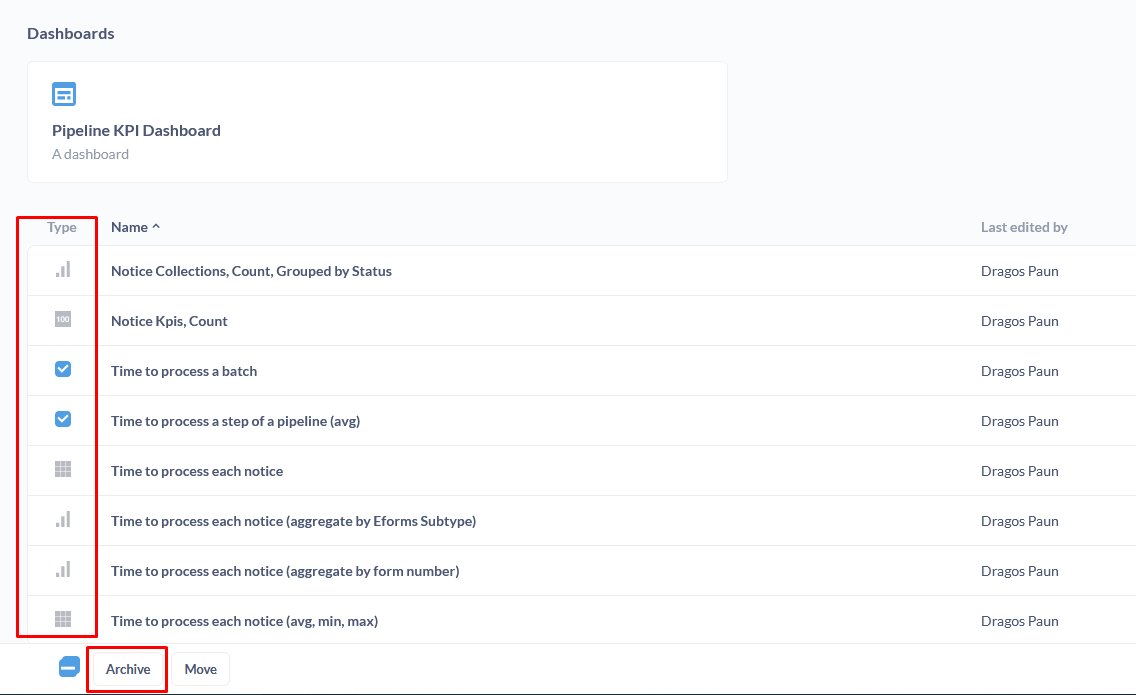 Dashboards
Pipeline KPI Dashboard
A dashboard
Type Name Last edited by
Notice Collections, Count, Grouped by Status Dragos Paun
100 Notice Kpis, Count Dragos Paun
Time to process a batch Dragos Paun
Time to process a step of a pipeline (avg) Dragos Paun
Time to process each notice Dragos Paun
Time to process each notice (aggregate by Eforms Subtype) Dragos Paun
Time to process each notice (aggregate by form number) Dragos Paun
Time to process each notice (avg, min, max) Dragos Paun
Archive Move